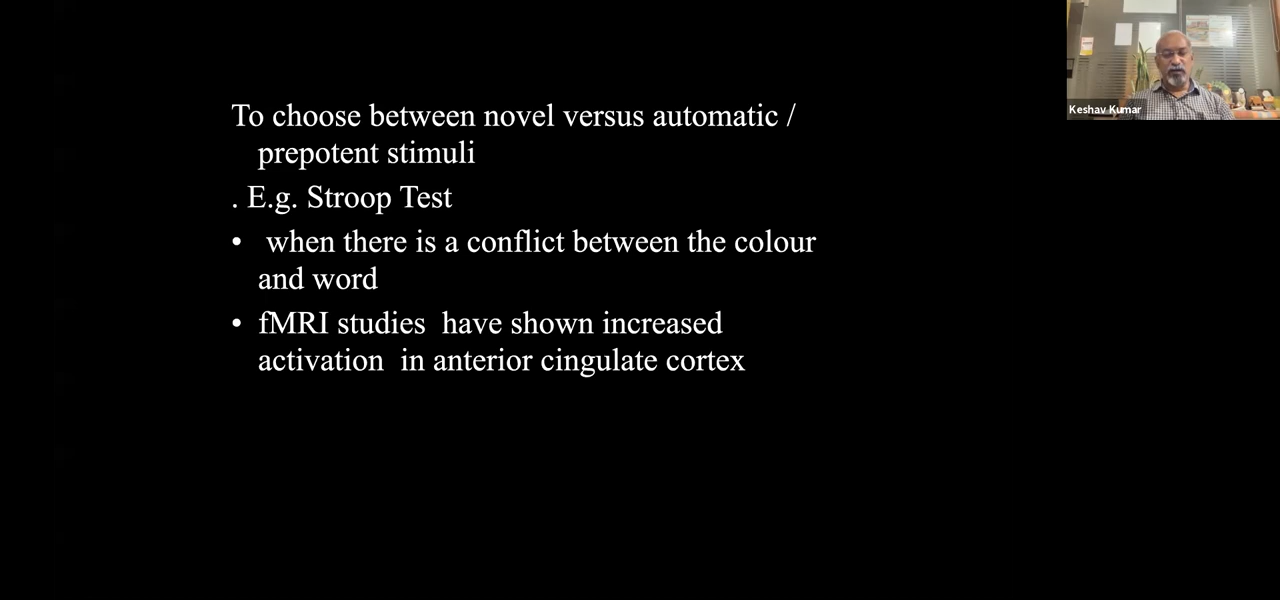 To choose between novel versus automatic /
prepotent stimuli
. E.g. Stroop Test
• when there is a conflict between the colour
and word
• fMRI studies have shown increased
activation in anterior cingulate cortex
Keshav Kumar